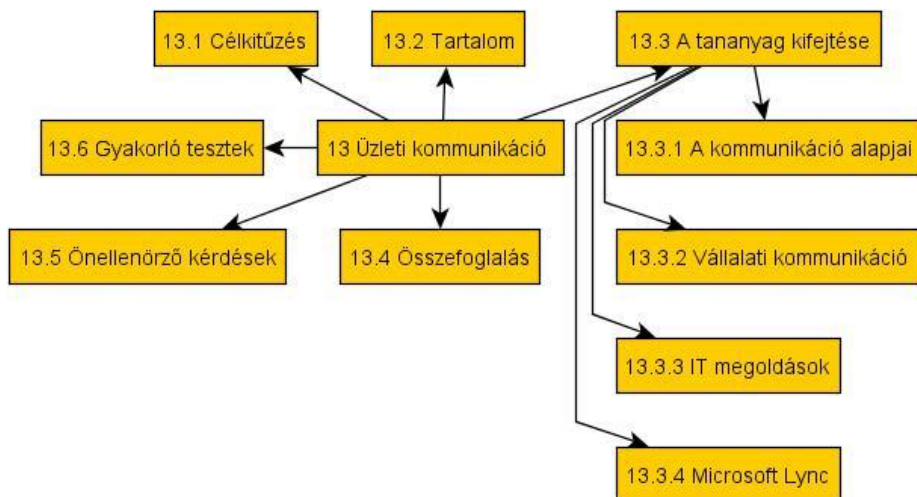 13.1 Célkitűzés
13.2 Tartalom
13.3 A tananyag kifejtése
13.6 Gyakorló tesztek
13 Üzleti kommunikáció
13.3.1 A kommunikáció alapjai
13.5 Önellenörző kérdések
13.4 Összefoglalás
13.3.2 Vállalati kommunikáció
13.3.3 IT megoldások
13.3.4 Microsoft Lync